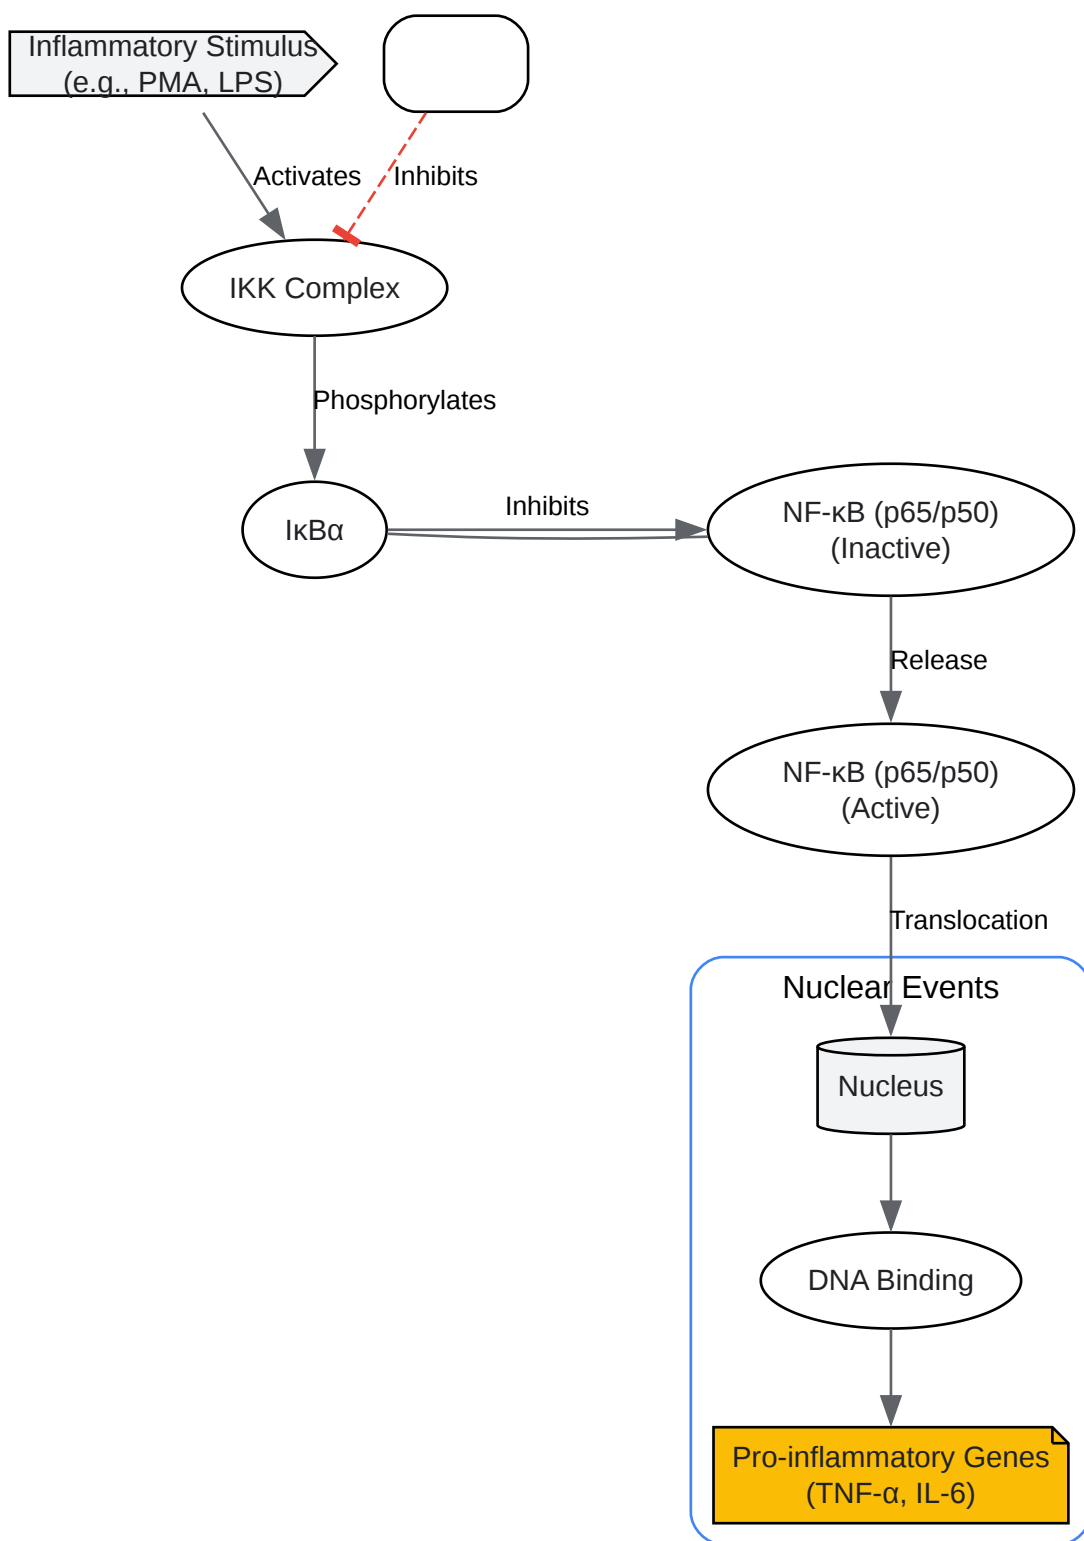 Inflammatory Stimulus
(e.g., PMA, LPS)
Activates
Inhibits
IKK Complex
Phosphorylates
IκBα
Inhibits
NF-κB (p65/p50)
(Inactive)
Release
NF-κB (p65/p50)
(Active)
Translocation
Nuclear Events
Nucleus
DNA Binding
Pro-inflammatory Genes
(TNF-α, IL-6)